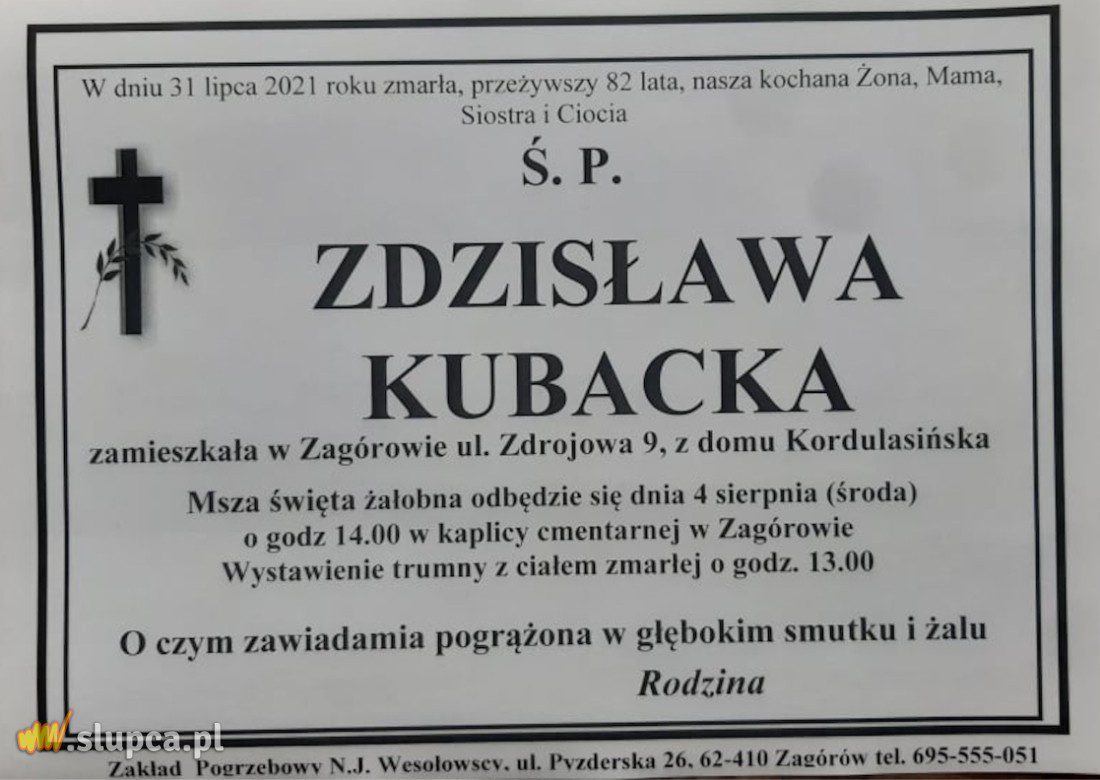 W dniu 31 lipca 2021 roku zmarła, przeżywszy 82 lata, nasza kochana Żona, Mama,
Siostra i Ciocia
Ś. P.
ZDZISŁAWA
KUBACKA
zamieszkała w Zagórowie ul. Zdrojowa 9, z domu Kordulasińska
Msza święta żałobna odbędzie się dnia 4 sierpnia (środa)
o godz 14.00 w kaplicy cmentarnej w Zagórowie
Wystawienie trumny z ciałem zmarłej o godz. 13.00
O czym zawiadamia pogrążona w głębokim smutku i żalu
Rodzina
www.slupca.pl
Zakład Pogrzebowy N.J. Wesołowscy, ul. Pyzderska 26, 62-410 Zagórów tel. 695-555-051